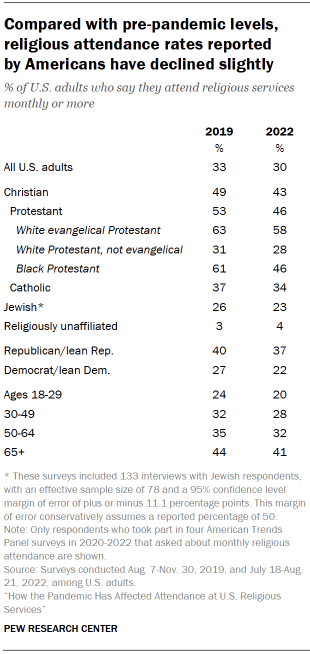 Compared with pre-pandemic levels,
religious attendance rates reported
by Americans have declined slightly
% of U.S. adults who say they attend religious services
monthly or more
2019 2022
% %
All U.S. adults 33 30
Christian 49 43
Protestant 53 46
White evangelical Protestant 63 58
White Protestant, not evangelical 31 28
Black Protestant 61 46
Catholic 37 34
Jewish* 26 23
Religiously unaffiliated 3 4
Republican/lean Rep. 40 37
Democrat/lean Dem. 27 22
Ages 18-29 24 20
30-49 32 28
50-64 35 32
65+ 44 41
* These surveys included 133 interviews with Jewish respondents,
with an effective sample size of 78 and a 95% confidence level
margin of error of plus or minus 11.1 percentage points. This margin
of error conservatively assumes a reported percentage of 50.
Note: Only respondents who took part in four American Trends
Panel surveys in 2020-2022 that asked about monthly religious
attendance are shown.
Source: Surveys conducted Aug. 7-Nov. 30, 2019, and July 18-Aug.
21, 2022, among U.S. adults.
"How the Pandemic Has Affected Attendance at U.S. Religious
Services"
PEW RESEARCH CENTER